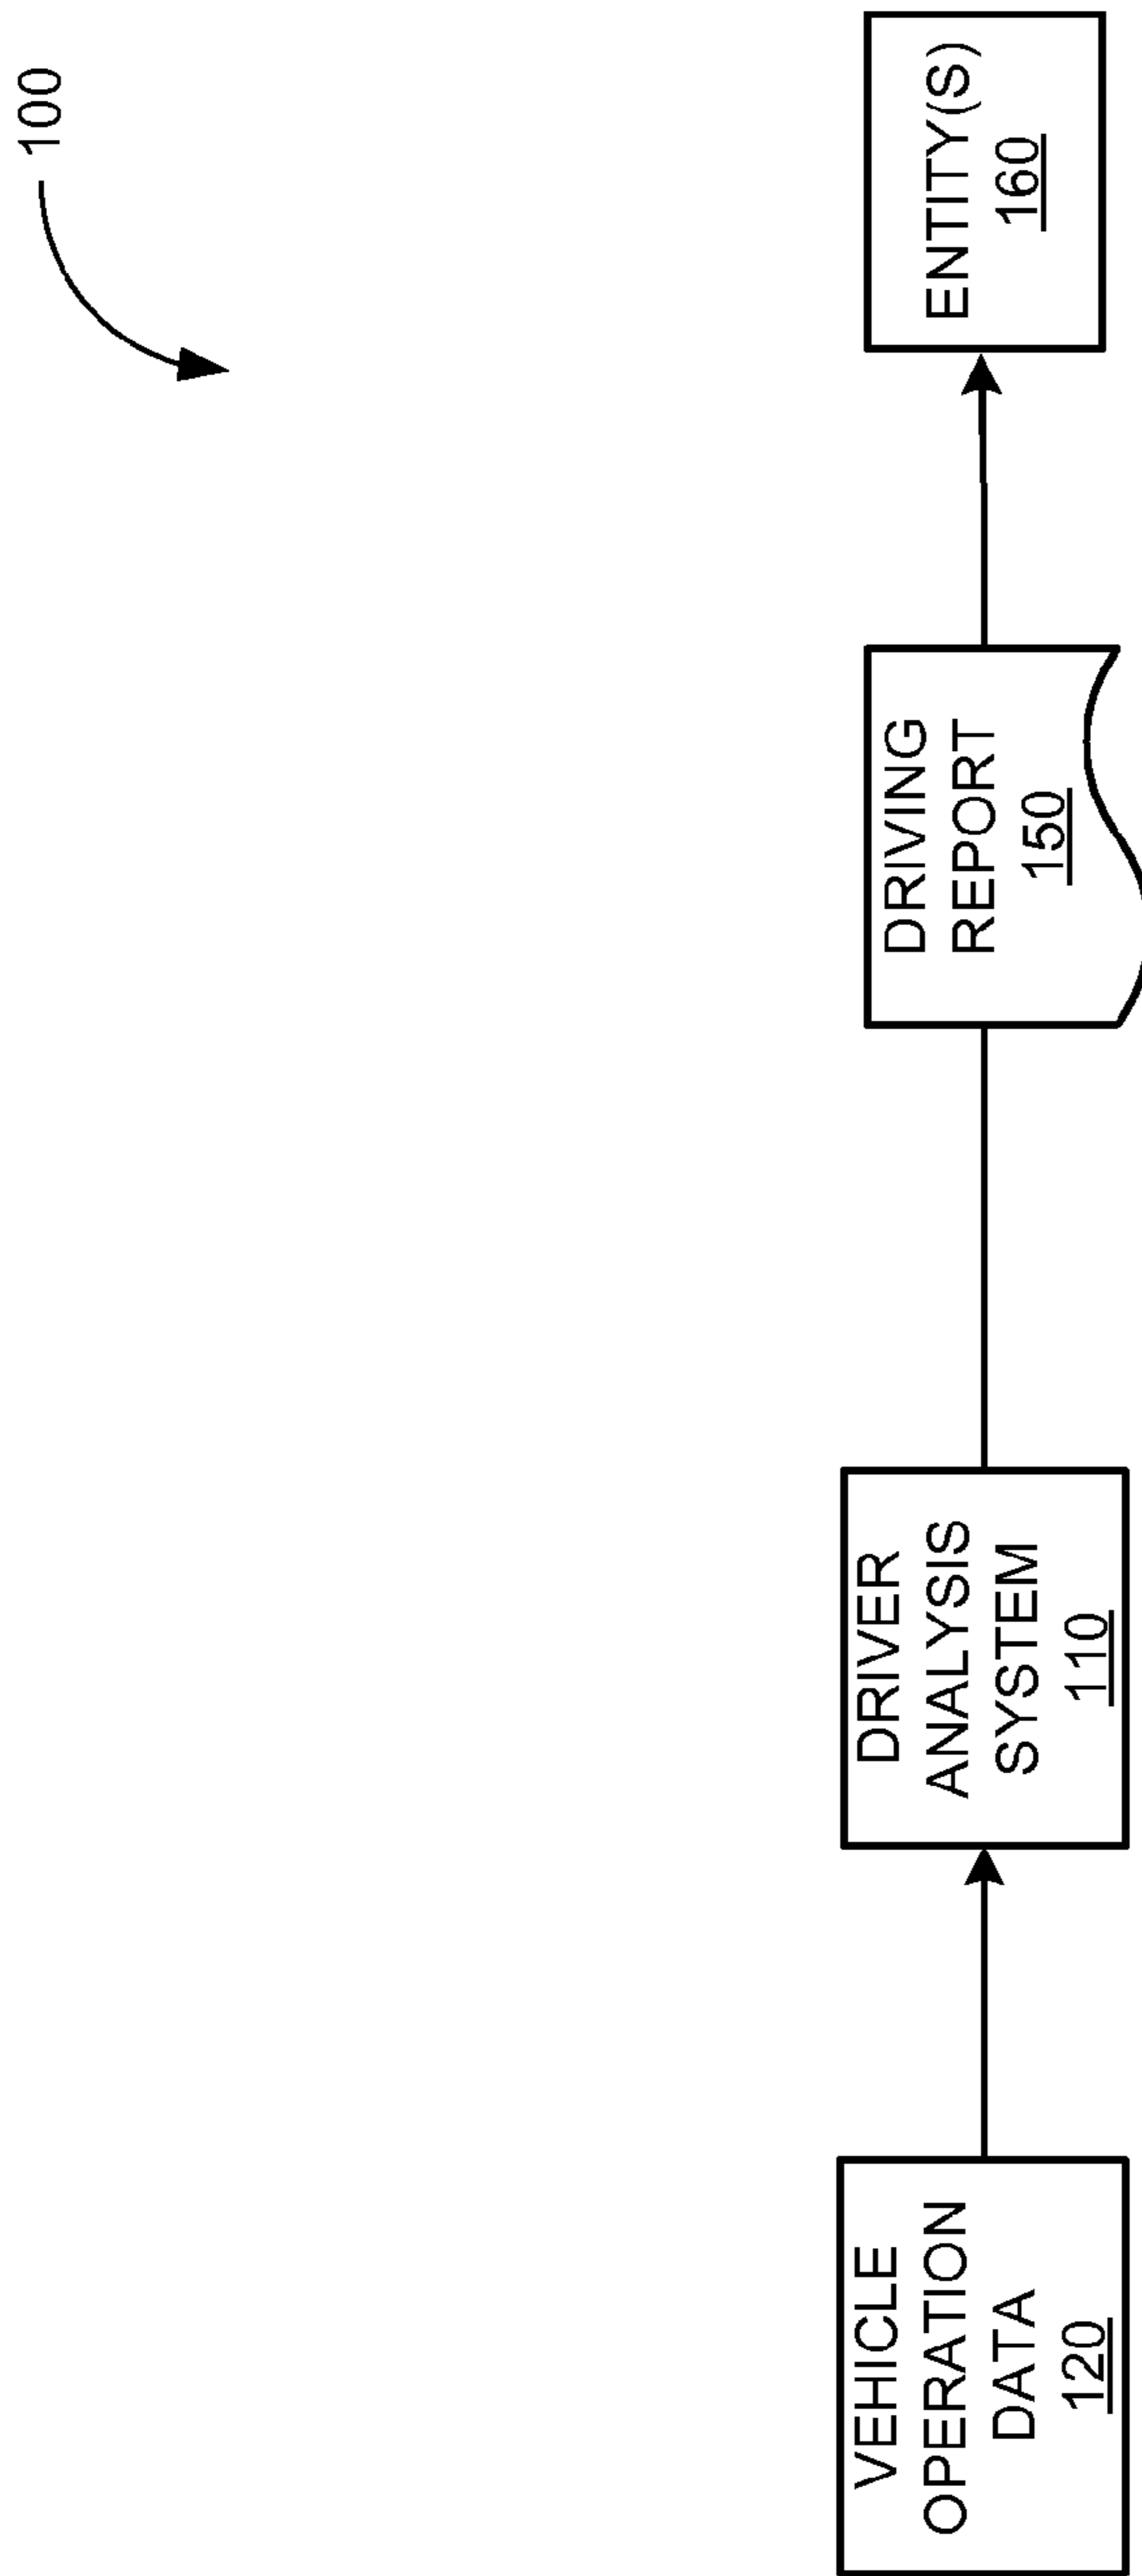 100
VEHICLE
OPERATION
DATA
120
DRIVER
ANALYSIS
SYSTEM
110
DRIVING
REPORT
150
ENTITY(S)
160